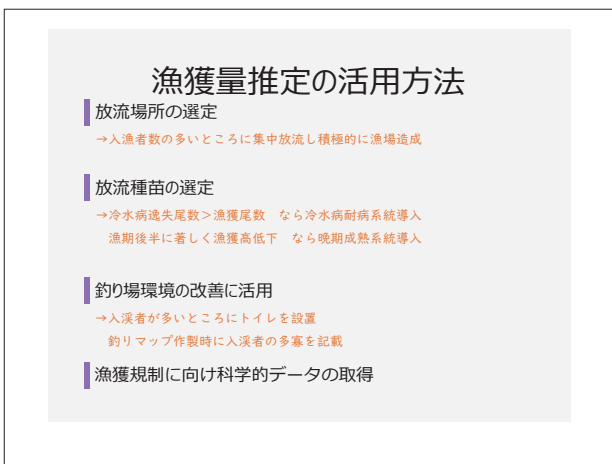 漁獲量推定の活用方法
放流場所の選定
→入漁者数の多いところに集中放流し積極的に漁場造成
放流種苗の選定
→冷水病逸失尾数＞漁獲尾数　なら冷水病耐病系統導入
漁期後半に著しく漁獲高低下　なら晩期成熟系統導入
釣り場環境の改善に活用
→入渓者が多いところにトイレを設置
釣りマップ作製時に入渓者の多寡を記載
漁獲規制に向け科学的データの取得